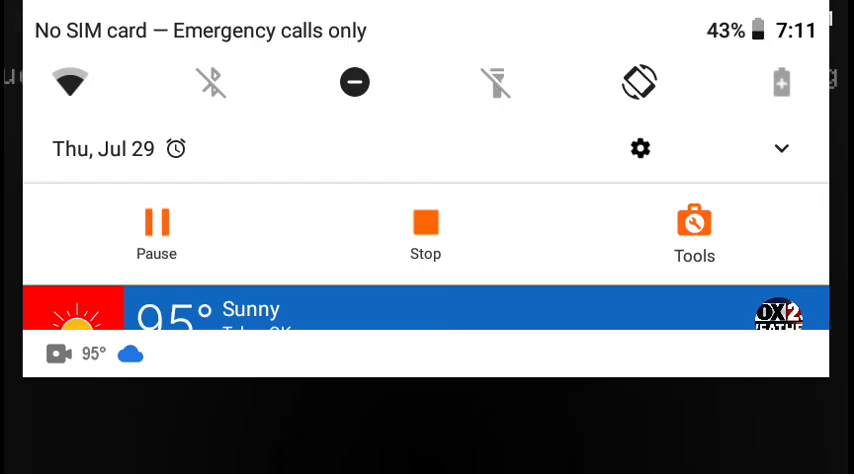 No SIM card — Emergency calls only
43% 7:11
Thu, Jul 29
Pause
Stop
Tools
95° Sunny
95°